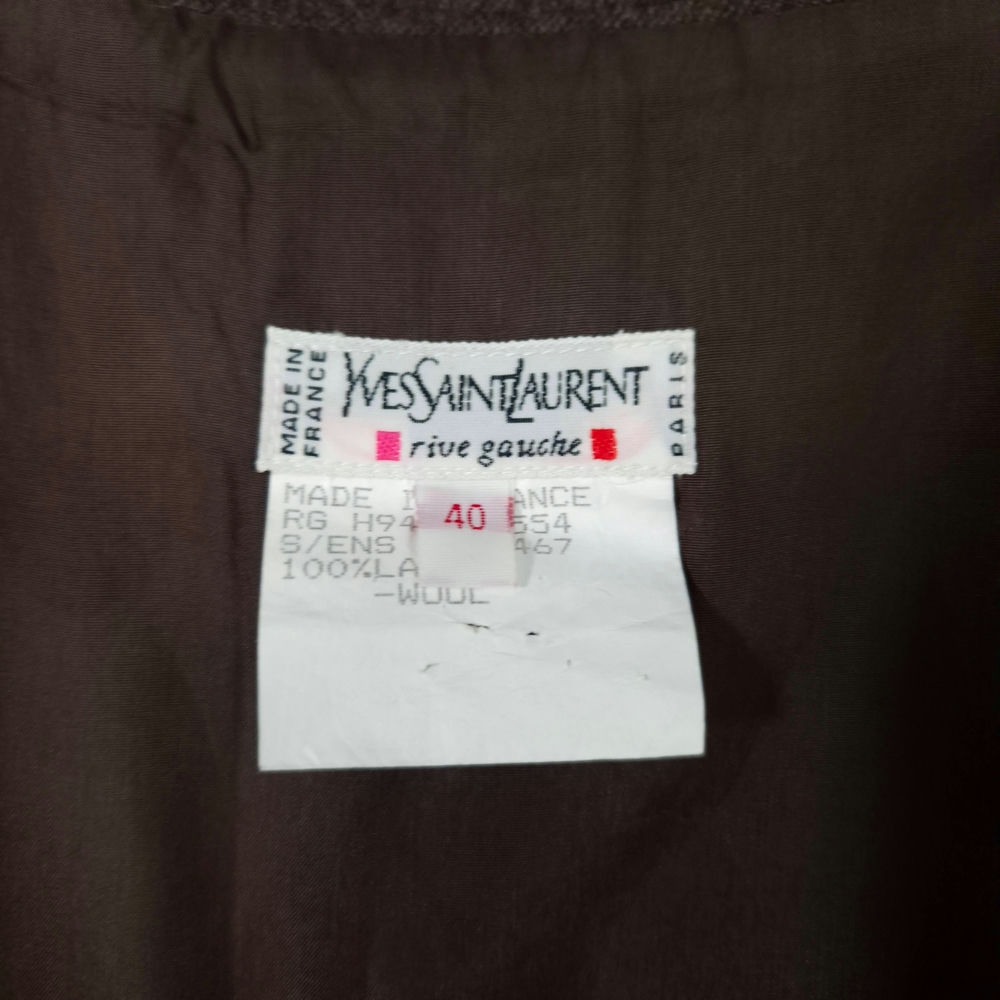 MADE IN
FRANCE
YVES SAINT LAURENT
rive gauche
PARIS
MADE ANCE
40
RG H94 554
S/ENS 467
100%LA
-WOOL